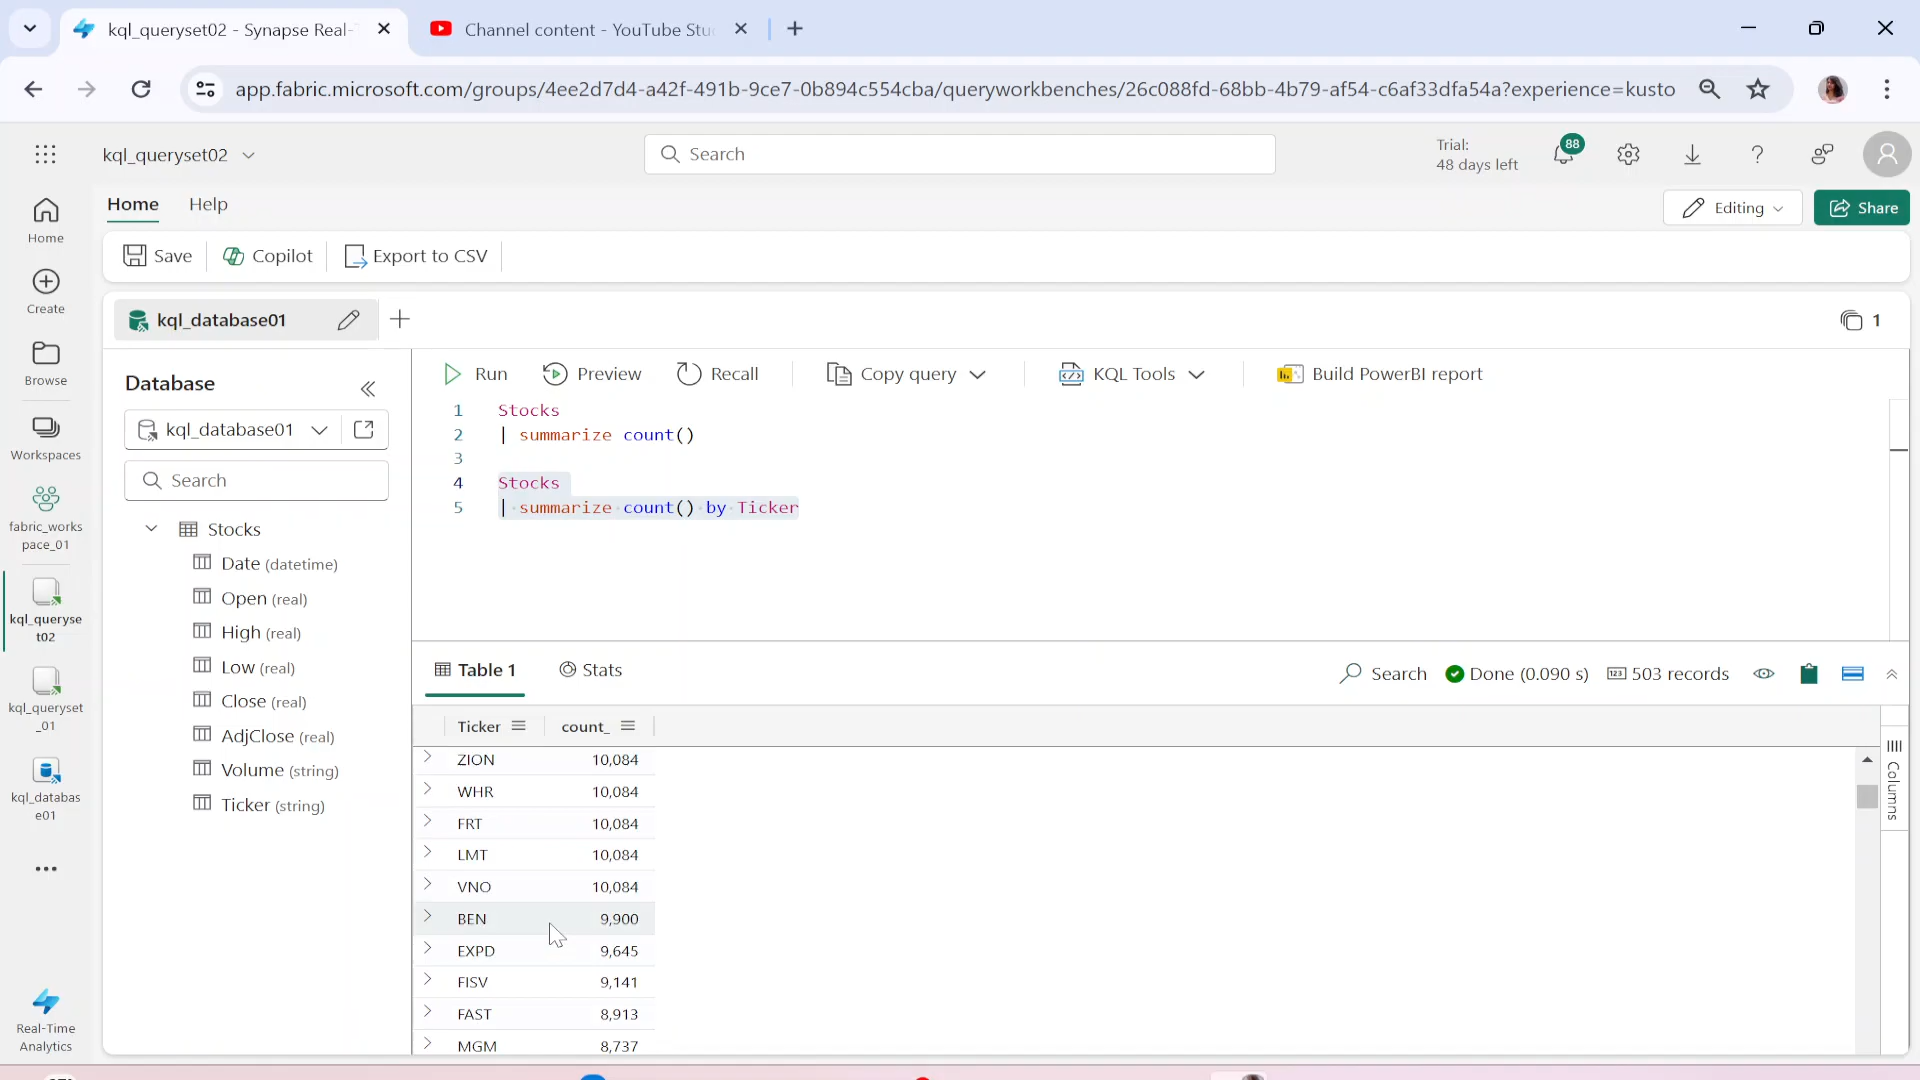 kql_queryset02 - Synapse Real-
Channel content - YouTube Stu
app.fabric.microsoft.com/groups/4ee2d7d4-a42f-491b-9ce7-0b894c554cba/queryworkbenches/26c088fd-68bb-4b79-af54-c6af33dfa54a?experience=kusto
kql_queryset02
Search
Trial:
48 days left
88
Home
Help
Editing
Share
Save
Copilot
Export to CSV
Home
Create
Browse
Workspaces
fabric_works
pace_01
kql_queryse
t02
kql_queryset
_01
kql_databas
e01
Real-Time
Analytics
kql_database01
1
Database
kql_database01
Search
Stocks
Date (datetime)
Open (real)
High (real)
Low (real)
Close (real)
AdjClose (real)
Volume (string)
Ticker (string)
Run
Preview
Recall
Copy query
KQL Tools
Build PowerBI report
1 Stocks
2 | summarize count()
3
4 Stocks
5 | summarize count() by Ticker
Table 1
Stats
Search
Done (0.090 s)
503 records
Ticker count_
ZION 10,084
WHR 10,084
FRT 10,084
LMT 10,084
VNO 10,084
BEN 9,900
EXPD 9,645
FISV 9,141
FAST 8,913
MGM 8,737
Columns